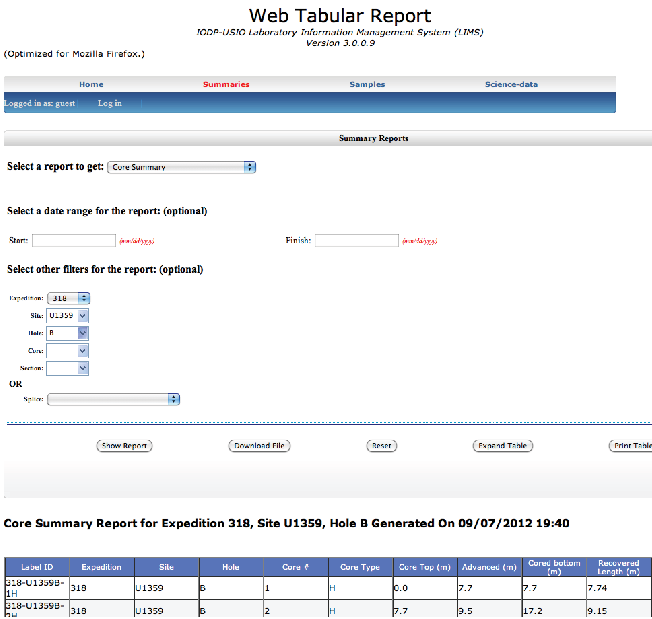 Web Tabular Report
IODP-USIO Laboratory Information Management System (LIMS)
Version 3.0.0.9
(Optimized for Mozilla Firefox.)
Home Summaries Samples Science-data
Logged in as: guest Log in
Summary Reports
Select a report to get: Core Summary
Select a date range for the report: (optional)
Start: (mm/dd/yyyy) Finish: (mm/dd/yyyy)
Select other filters for the report: (optional)
Expedition: 318
Site: U1359
Hole: B
Core:
Section:
OR
Splice:
Show Report Download File Reset Expand Table Print Table
Core Summary Report for Expedition 318, Site U1359, Hole B Generated On 09/07/2012 19:40
Label ID Expedition Site Hole Core # Core Type Core Top (m) Advanced (m) Cored bottom (m) Recovered Length (m)
318-U1359B-1H 318 U1359 B 1 H 0.0 7.7 7.7 7.74
318-U1359B-2H 318 U1359 B 2 H 7.7 9.5 17.2 9.15